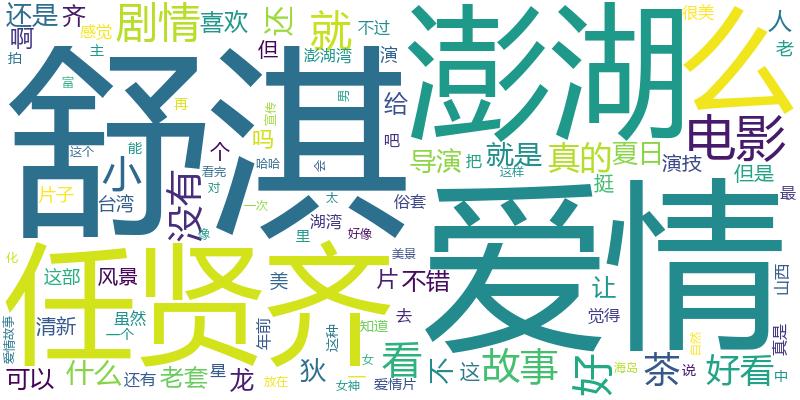 还是
齐
啊
感觉
剧情
喜欢
还
就
但
不过
很美
人
拍
主
澎湖湾
演
老
舒淇
澎湖
么
富
再
宣传
男
给
电影
个
吗
吧
导演
把
就是
真的
夏日
演技
但是
小
没有
这个
能
看完
对
哈哈
会
这样
挺
最
片子
台湾
一次
太
俗套
像
湖湾
里
好像
爱情
任贤齐
化
这部
风景
美
片
美景
不错
让
山西
清新
虽然
一个
年前
这种
知道
去
觉得
真是
爱情故事
可以
什么
还有
老套
星
龙
放在
狄
女神
一
女
爱情片
看
不
这
故事
好
海岛
茶
说
自然
好看
中